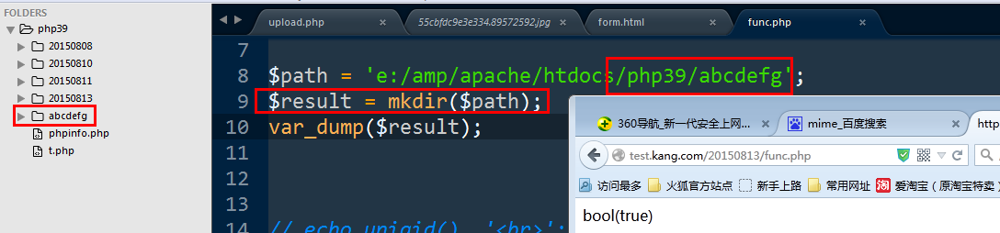 FOLDERS
php39
20150808
20150810
20150811
20150813
abcdefg
phpinfo.php
t.php
upload.php
55cbfdc9e3e334.89572592.jpg
form.html
func.php
7
8 $path = 'e:/amp/apache/htdocs/php39/abcdefg';
9 $result = mkdir($path);
10 var_dump($result);
11
12
13
14 // echo uniqid(), '<br>';
360导航_新一代安全上网...
mime_百度搜索
http
test.kang.com/20150813/func.php
访问最多 火狐官方站点 新手上路 常用网址 爱淘宝（原淘宝特卖）
bool(true)